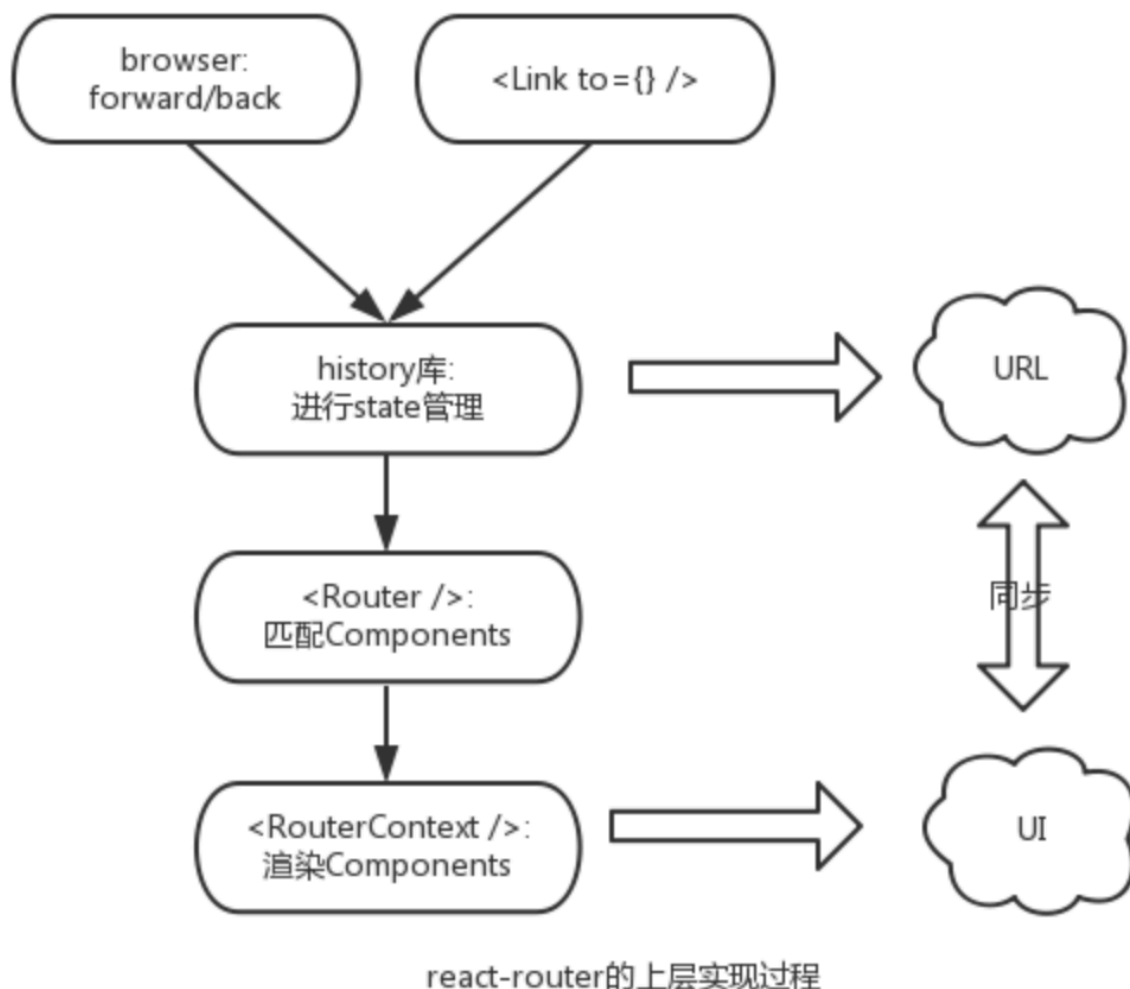 browser:
forward/back
<Link to={} />
history库:
进行state管理
URL
<Router />:
匹配Components
同步
<RouterContext />:
渲染Components
UI
react-router的上层实现过程